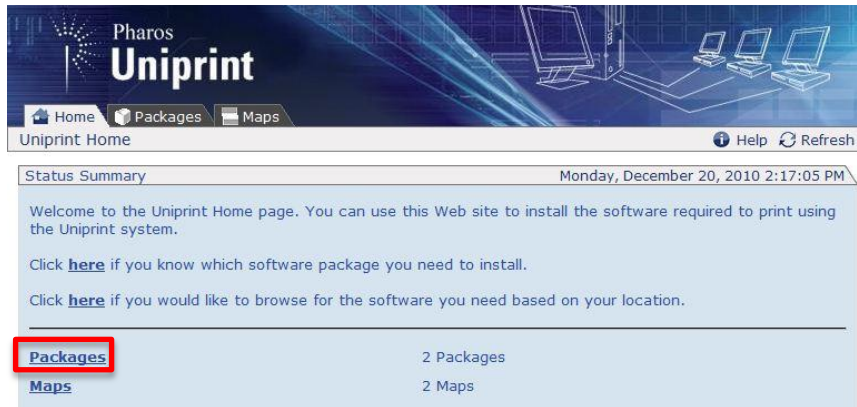 Pharos
Uniprint
Home Packages Maps
Uniprint Home Help Refresh
Status Summary Monday, December 20, 2010 2:17:05 PM
Welcome to the Uniprint Home page. You can use this Web site to install the software required to print using
the Uniprint system.
Click here if you know which software package you need to install.
Click here if you would like to browse for the software you need based on your location.
Packages 2 Packages
Maps 2 Maps